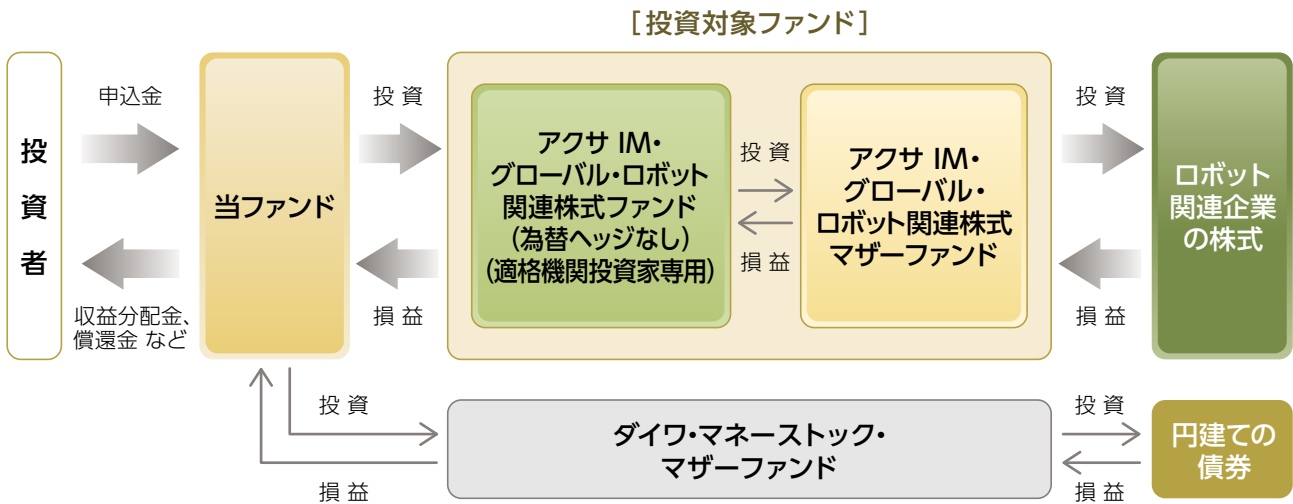 [投資対象ファンド]
投資者
申込金
収益分配金、
償還金 など
当ファンド
投 資
損 益
アクサ IM・
グローバル・ロボット
関連株式ファンド
(為替ヘッジなし)
(適格機関投資家専用)
投 資
損 益
アクサ IM・
グローバル・
ロボット関連株式
マザーファンド
投 資
損 益
ロボット
関連企業
の株式
投 資
損 益
ダイワ・マネーストック・
マザーファンド
投 資
損 益
円建ての
債券